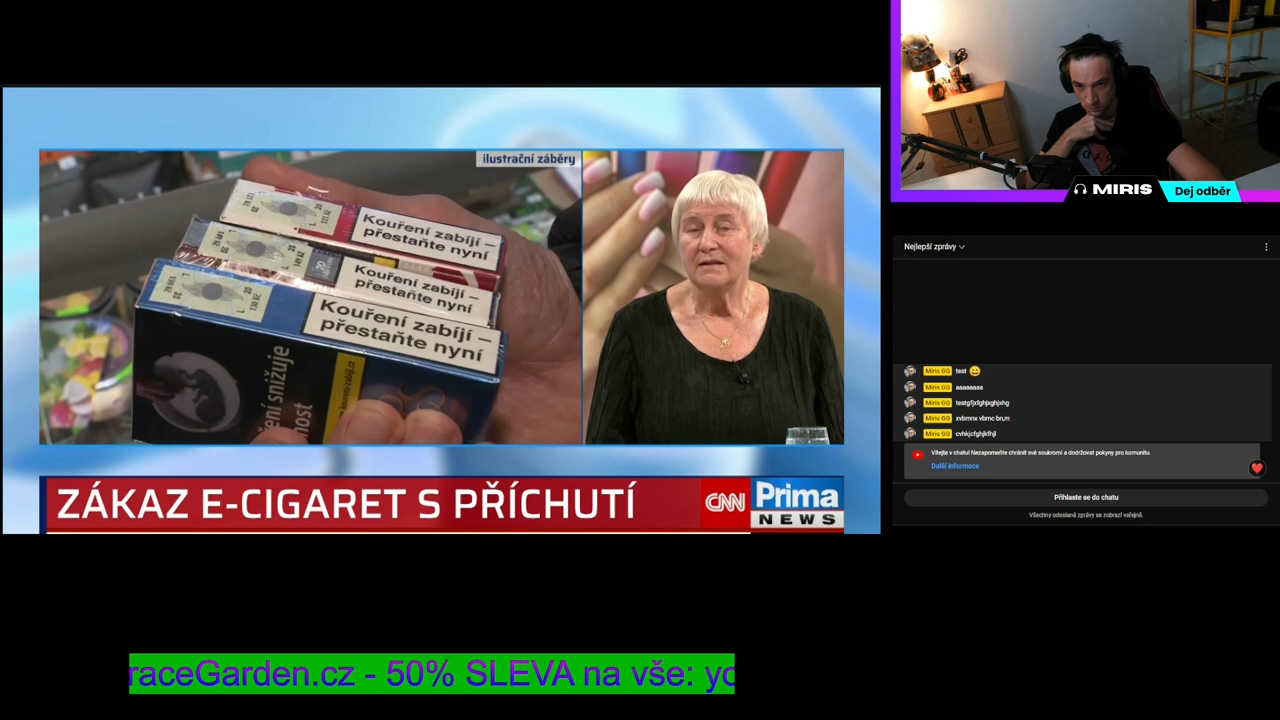 ilustrační záběry
Kouření zabíjí –
přestaňte nyní
Kouření zabíjí –
přestaňte nyní
Kouření zabíjí –
přestaňte nyní
ení snižuje
nost
ZÁKAZ E-CIGARET S PŘÍCHUTÍ
CNN Prima
NEWS
MIRIS
Dej odběr
Nejlepší zprávy
Miris GG test
Miris GG aaaaaaaa
Miris GG testgfjxfghjxghjxhg
Miris GG xvbmnx vbmc bn,m
Miris GG cvhkjcfghjkfhjl
Vítejte v chatu! Nezapomeňte chránit své soukromí a dodržovat pokyny pro komunitu.
Další informace
Přihlaste se do chatu
Všechny odeslané zprávy se zobrazí veřejně.
raceGarden.cz - 50% SLEVA na vše: yo